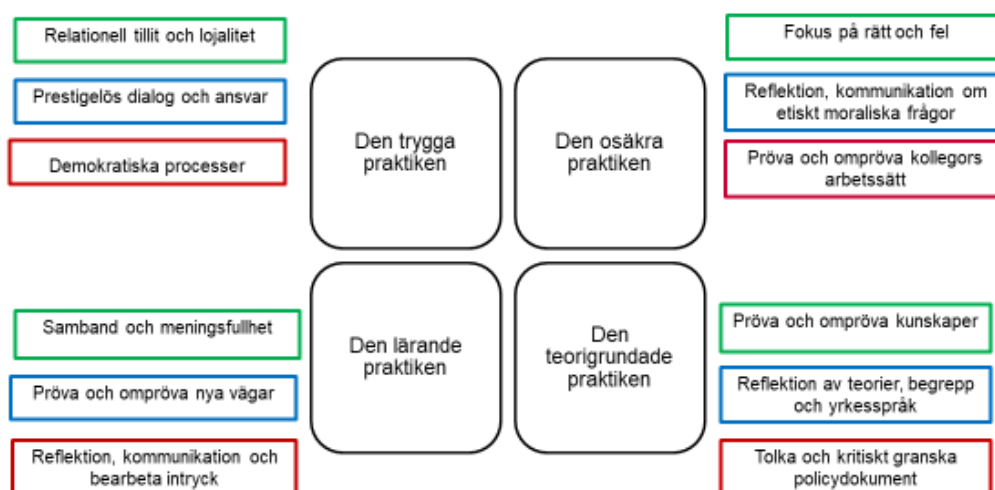 Relationell tillit och lojalitet
Prestigelös dialog och ansvar
Demokratiska processer
Den trygga
praktiken
Den osäkra
praktiken
Fokus på rätt och fel
Reflektion, kommunikation om
etiskt moraliska frågor
Pröva och ompröva kollegors
arbetssätt
Samband och meningsfullhet
Pröva och ompröva nya vägar
Reflektion, kommunikation och
bearbeta intryck
Den lärande
praktiken
Den
teorigrundade
praktiken
Pröva och ompröva kunskaper
Reflektion av teorier, begrepp
och yrkesspråk
Tolka och kritiskt granska
policydokument